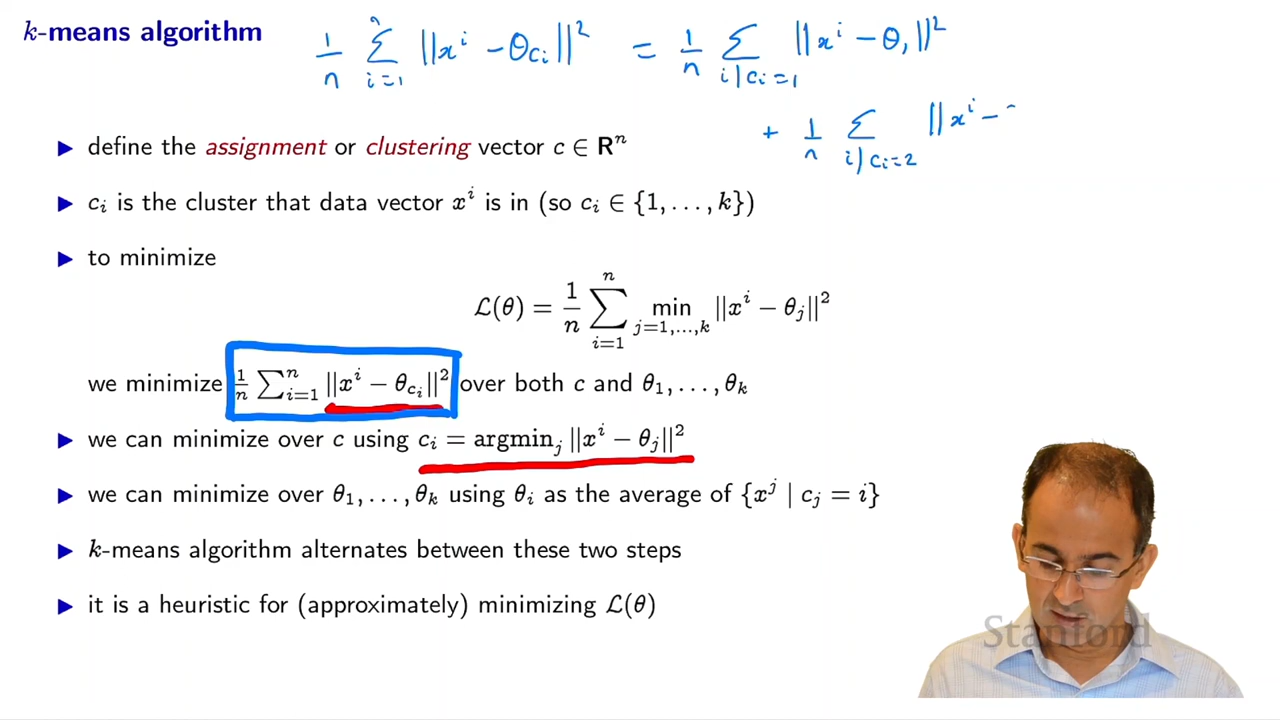 k-means algorithm
1/n Σ_{i=1}^{n} ||x^i − θ_{c_i}||² = 1/n Σ_{i|c_i=1} ||x^i − θ_1||²
+ 1/n Σ_{i|c_i=2} ||x^i −
▶ define the assignment or clustering vector c ∈ R^n
▶ c_i is the cluster that data vector x^i is in (so c_i ∈ {1, . . . , k})
▶ to minimize
ℒ(θ) = 1/n Σ_{i=1}^{n} min_{j=1,...,k} ||x^i − θ_j||²
we minimize 1/n Σ_{i=1}^{n} ||x^i − θ_{c_i}||² over both c and θ_1, . . . , θ_k
▶ we can minimize over c using c_i = argmin_j ||x^i − θ_j||²
▶ we can minimize over θ_1, . . . , θ_k using θ_i as the average of {x^j | c_j = i}
▶ k-means algorithm alternates between these two steps
▶ it is a heuristic for (approximately) minimizing ℒ(θ)
Stanford